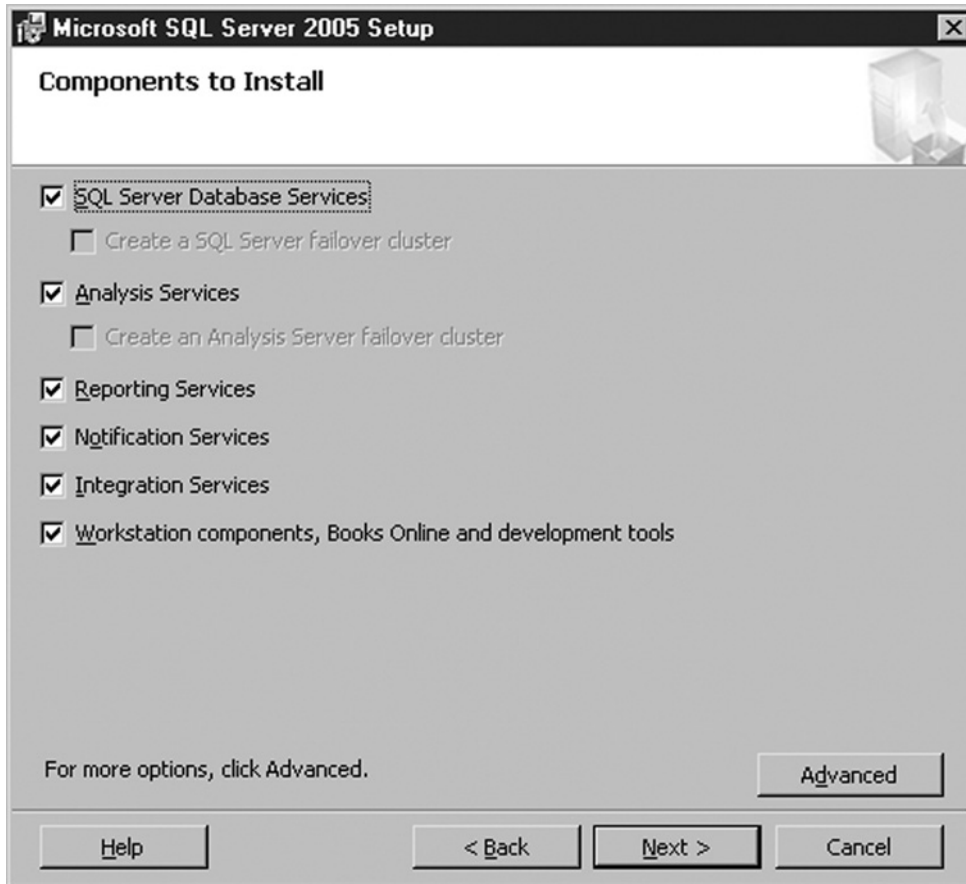 Microsoft SQL Server 2005 Setup
Components to Install
SQL Server Database Services
Create a SQL Server failover cluster
Analysis Services
Create an Analysis Server failover cluster
Reporting Services
Notification Services
Integration Services
Workstation components, Books Online and development tools
For more options, click Advanced.
Advanced
Help
< Back
Next >
Cancel